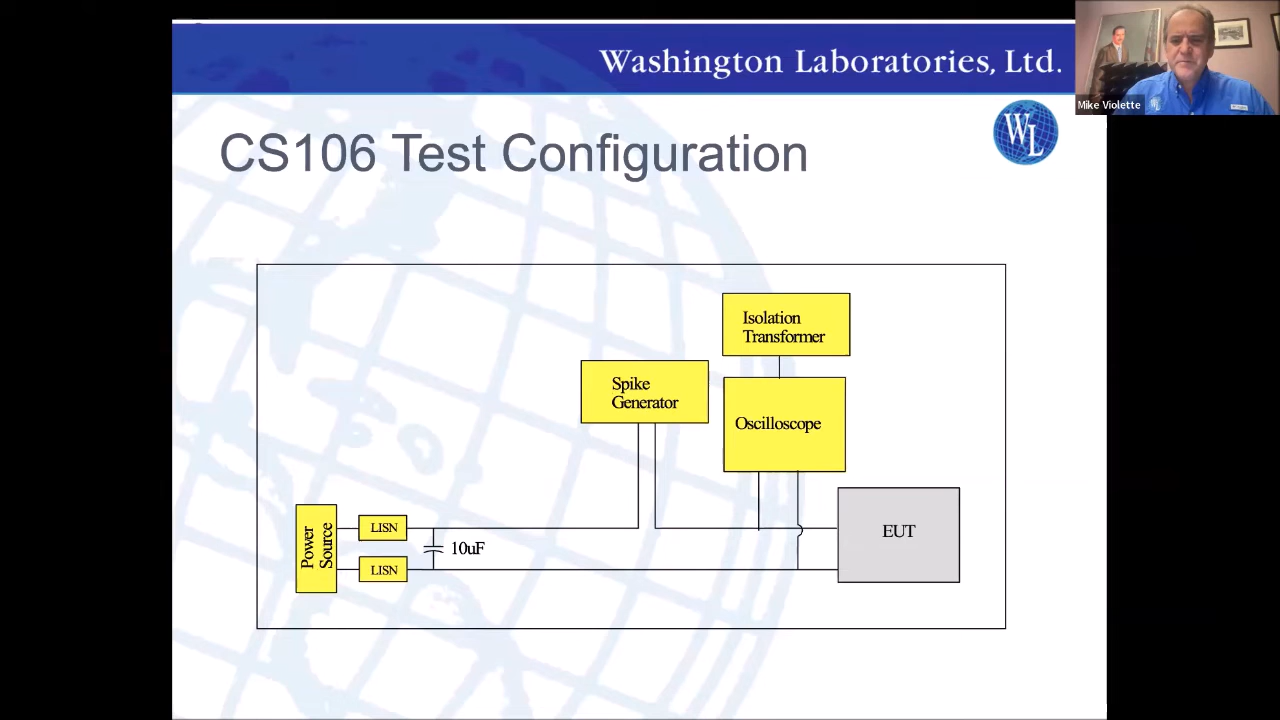 Washington Laboratories, Ltd.
Mike Violette
WL
CS106 Test Configuration
Isolation
Transformer
Spike
Generator
Oscilloscope
Power
Source
LISN
LISN
10uF
EUT